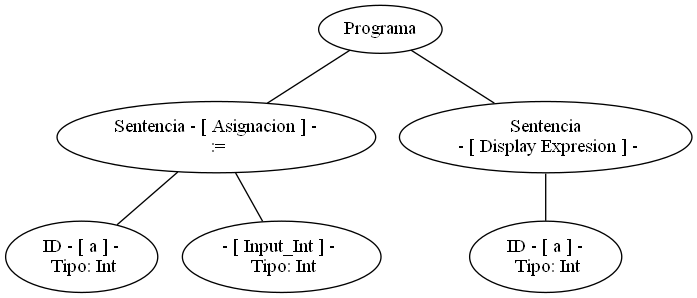 Programa
Sentencia - [ Asignacion ] -
:=
Sentencia
- [ Display Expresion ] -
ID - [ a ] -
Tipo: Int
- [ Input_Int ] -
Tipo: Int
ID - [ a ] -
Tipo: Int